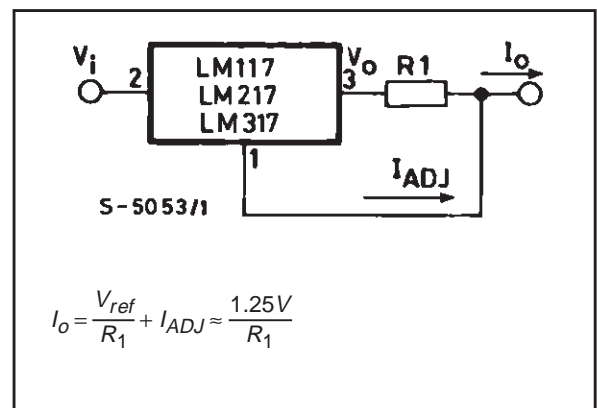 Vi
2
LM117
LM217
LM317
Vo
3
R1
Io
1
IADJ
S-5053/1
Io = Vref / R1 + IADJ ≈ 1.25V / R1